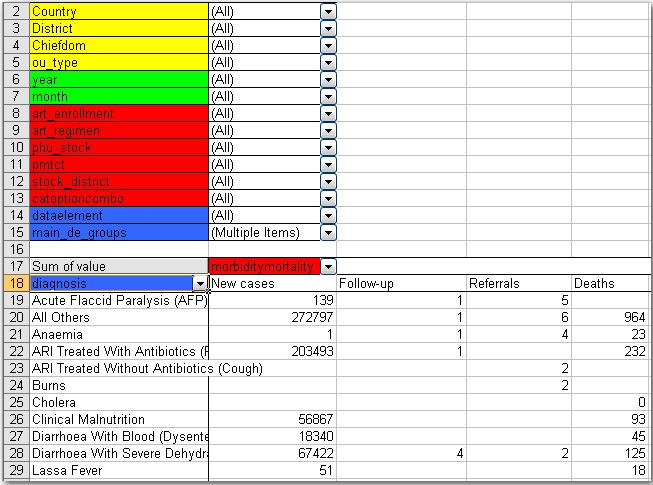 2 Country (All)
3 District (All)
4 Chiefdom (All)
5 ou_type (All)
6 year (All)
7 month (All)
8 art_enrollment (All)
9 art_regimen (All)
10 phu_stock (All)
11 pmtct (All)
12 stock_district (All)
13 catoptioncombo (All)
14 dataelement (All)
15 main_de_groups (Multiple Items)
16
17 Sum of value morbiditymortality
18 diagnosis New cases Follow-up Referrals Deaths
19 Acute Flaccid Paralysis (AFP) 139 1 5
20 All Others 272797 1 6 964
21 Anaemia 1 1 4 23
22 ARI Treated With Antibiotics (F 203493 1 232
23 ARI Treated Without Antibiotics (Cough) 2
24 Burns 2
25 Cholera 0
26 Clinical Malnutrition 56867 93
27 Diarrhoea With Blood (Dysente 18340 45
28 Diarrhoea With Severe Dehydra 67422 4 2 125
29 Lassa Fever 51 18